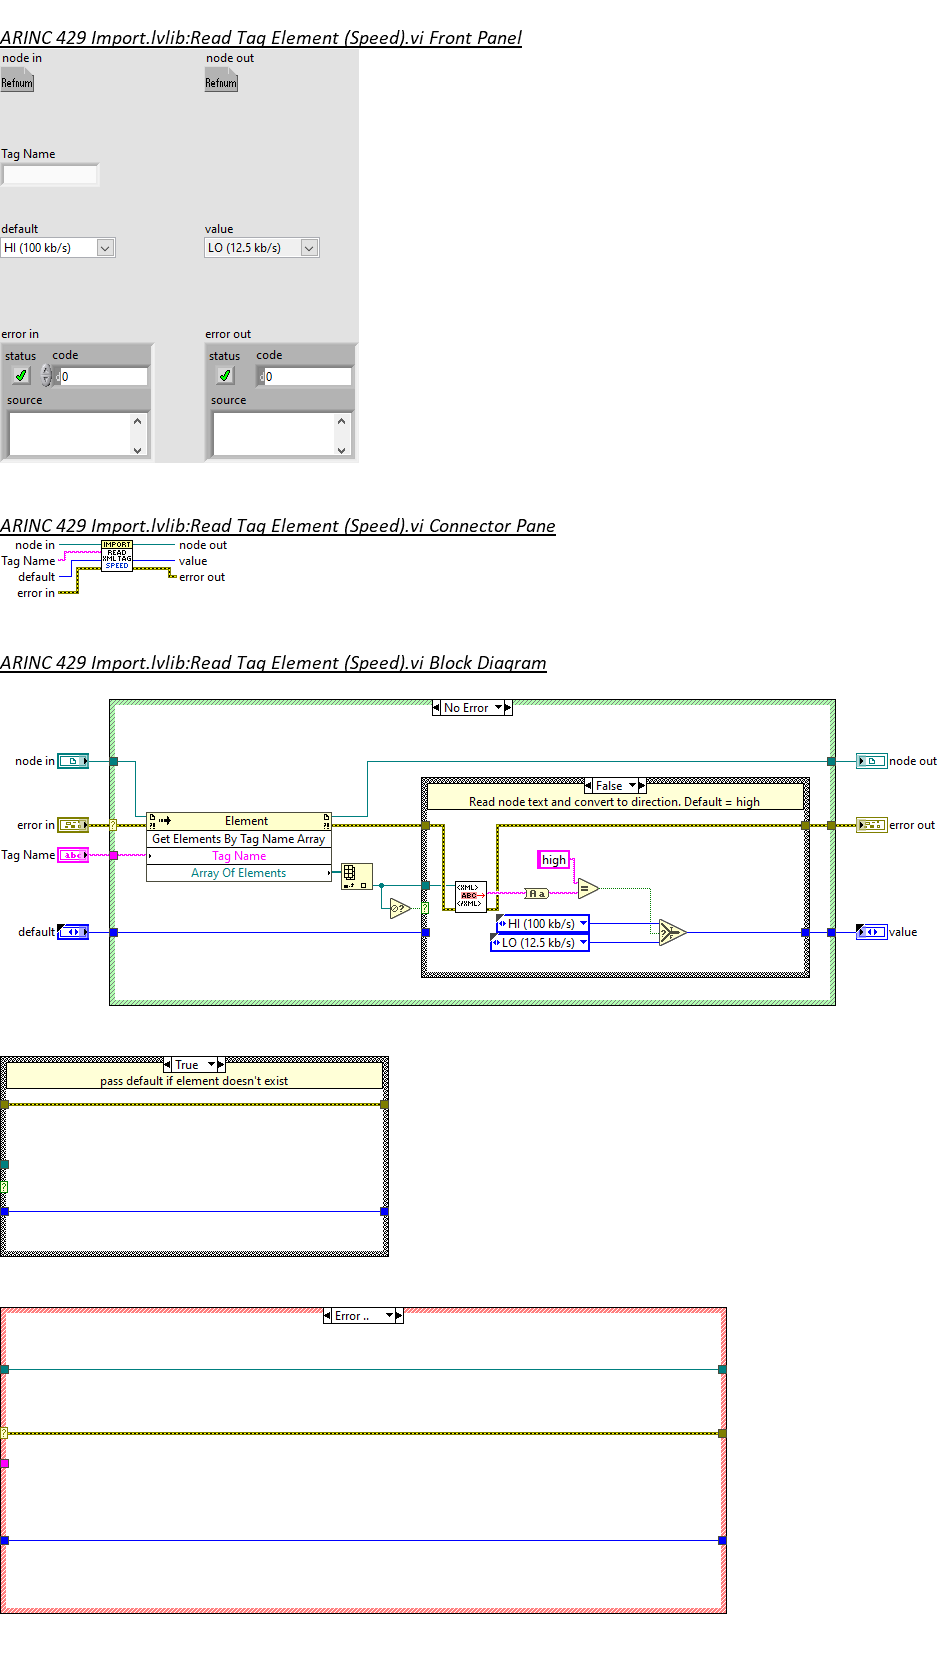 ARINC 429 Import.lvlib:Read Tag Element (Speed).vi Front Panel
node in
node out
Refnum
Refnum
Tag Name
default
value
HI (100 kb/s)
LO (12.5 kb/s)
error in
error out
status code
status code
0
0
source
source
ARINC 429 Import.lvlib:Read Tag Element (Speed).vi Connector Pane
node in
IMPORT
node out
Tag Name
READ
XML TAG
SPEED
value
default
error out
error in
ARINC 429 Import.lvlib:Read Tag Element (Speed).vi Block Diagram
No Error
node in
node out
False
Read node text and convert to direction. Default = high
error in
Element
error out
Get Elements By Tag Name Array
Tag Name
Tag Name
Array Of Elements
high
<XML>
ABC
</XML>
A a
HI (100 kb/s)
LO (12.5 kb/s)
default
value
True
pass default if element doesn't exist
Error ..